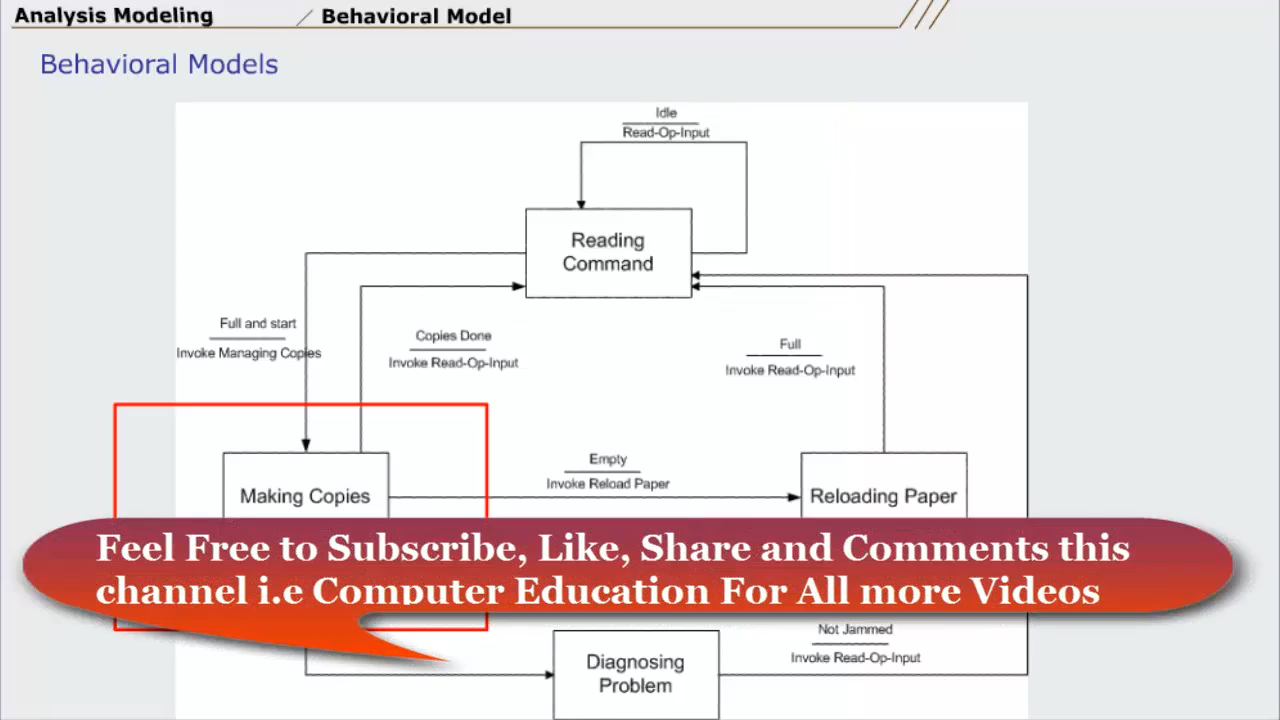 Analysis Modeling / Behavioral Model
Behavioral Models
Idle
Read-Op-Input
Reading
Command
Full and start
Invoke Managing Copies
Copies Done
Invoke Read-Op-Input
Full
Invoke Read-Op-Input
Empty
Invoke Reload Paper
Making Copies
Reloading Paper
Feel Free to Subscribe, Like, Share and Comments this
channel i.e Computer Education For All more Videos
Not Jammed
Invoke Read-Op-Input
Diagnosing
Problem